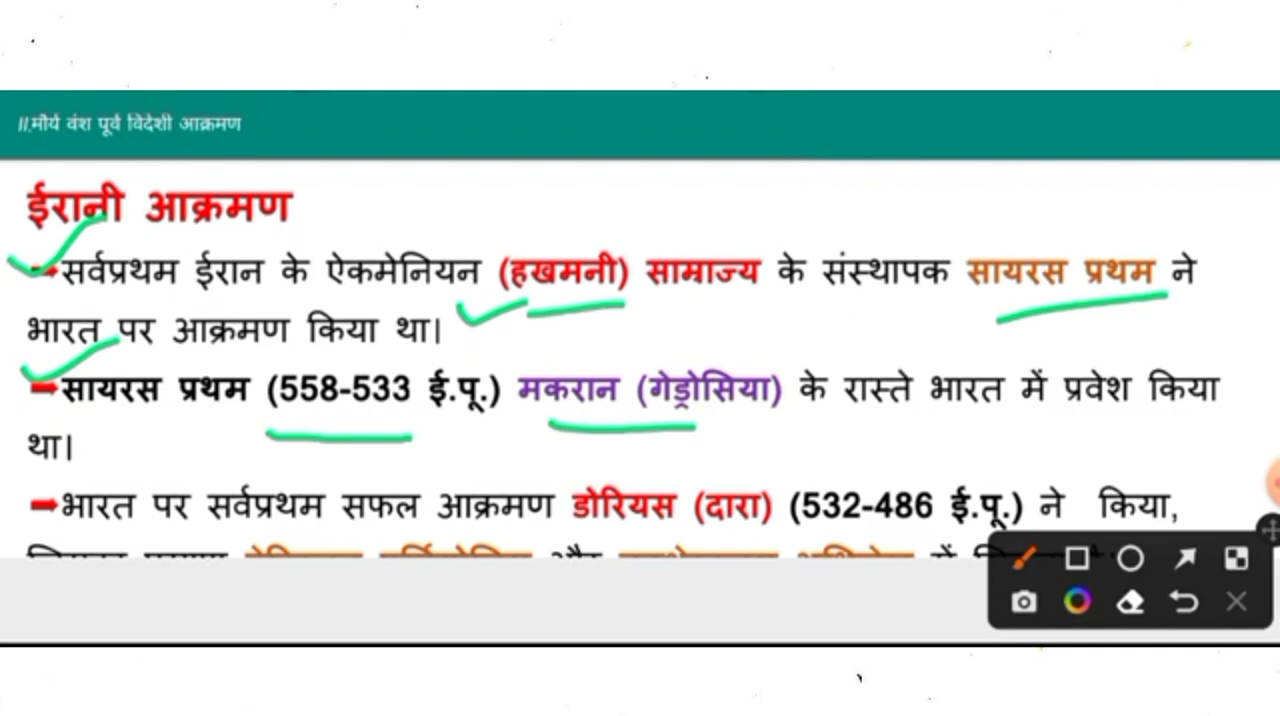 //.मौर्य वंश पूर्व विदेशी आक्रमण
ईरानी आक्रमण
➡सर्वप्रथम ईरान के ऐकमेनियन (हखमनी) साम्राज्य के संस्थापक सायरस प्रथम ने
भारत पर आक्रमण किया था।
➡सायरस प्रथम (558-533 ई.पू.) मकरान (गेड्रोसिया) के रास्ते भारत में प्रवेश किया
था।
➡भारत पर सर्वप्रथम सफल आक्रमण डोरियस (दारा) (532-486 ई.पू.) ने किया,